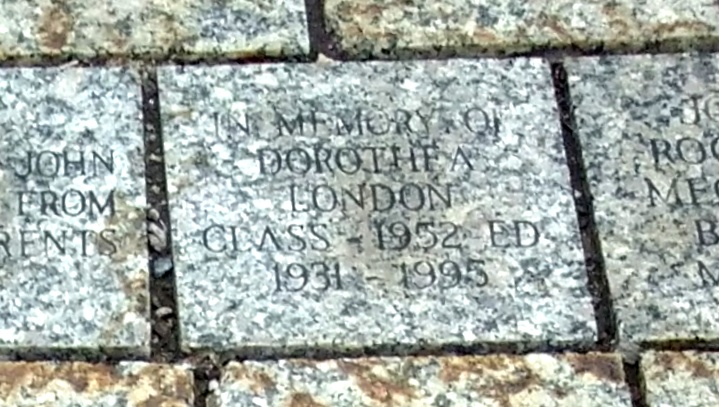 JOHN
FROM
RENTS
IN MEMORY OF
DOROTHEA
LONDON
CLASS - 1952 ED
1931 - 1995